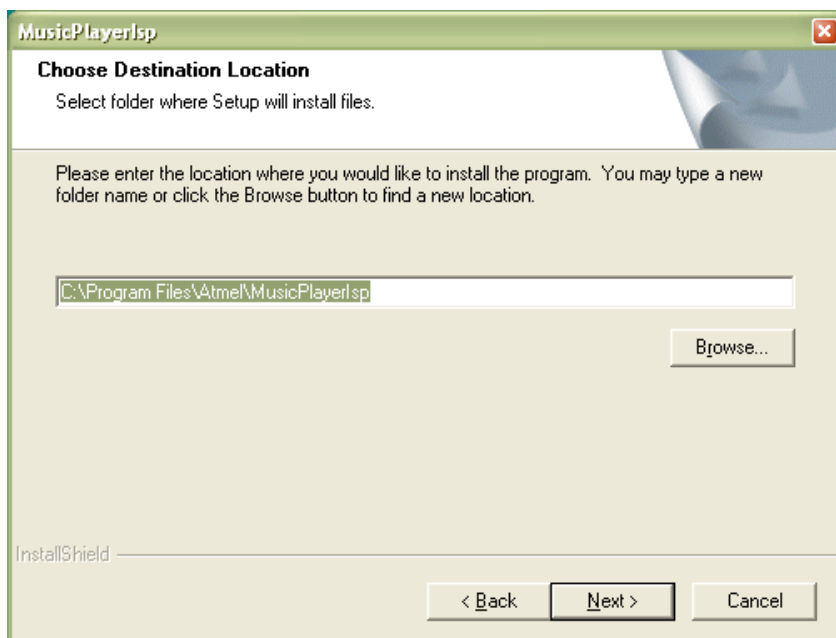 MusicPlayerIsp
Choose Destination Location
Select folder where Setup will install files.
Please enter the location where you would like to install the program. You may type a new
folder name or click the Browse button to find a new location.
C:\Program Files\Atmel\MusicPlayerIsp
Browse...
InstallShield
< Back
Next >
Cancel